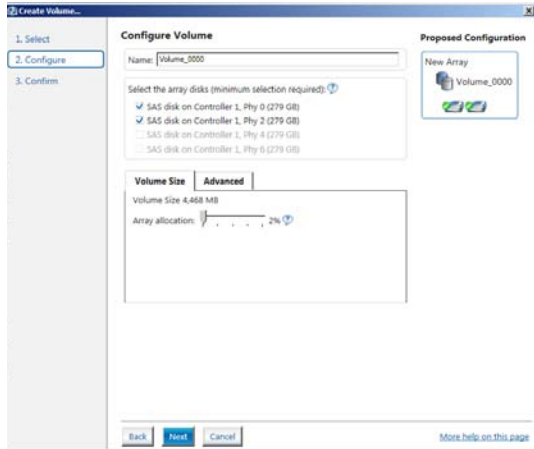 Create Volume...
1. Select
2. Configure
3. Confirm
Configure Volume
Name: Volume_0000
Select the array disks (minimum selection required):
SAS disk on Controller 1, Phy 0 (279 GB)
SAS disk on Controller 1, Phy 2 (279 GB)
SAS disk on Controller 1, Phy 4 (279 GB)
SAS disk on Controller 1, Phy 6 (279 GB)
Volume Size Advanced
Volume Size 4,468 MB
Array allocation: 2%
Back Next Cancel
Proposed Configuration
New Array
Volume_0000
More help on this page